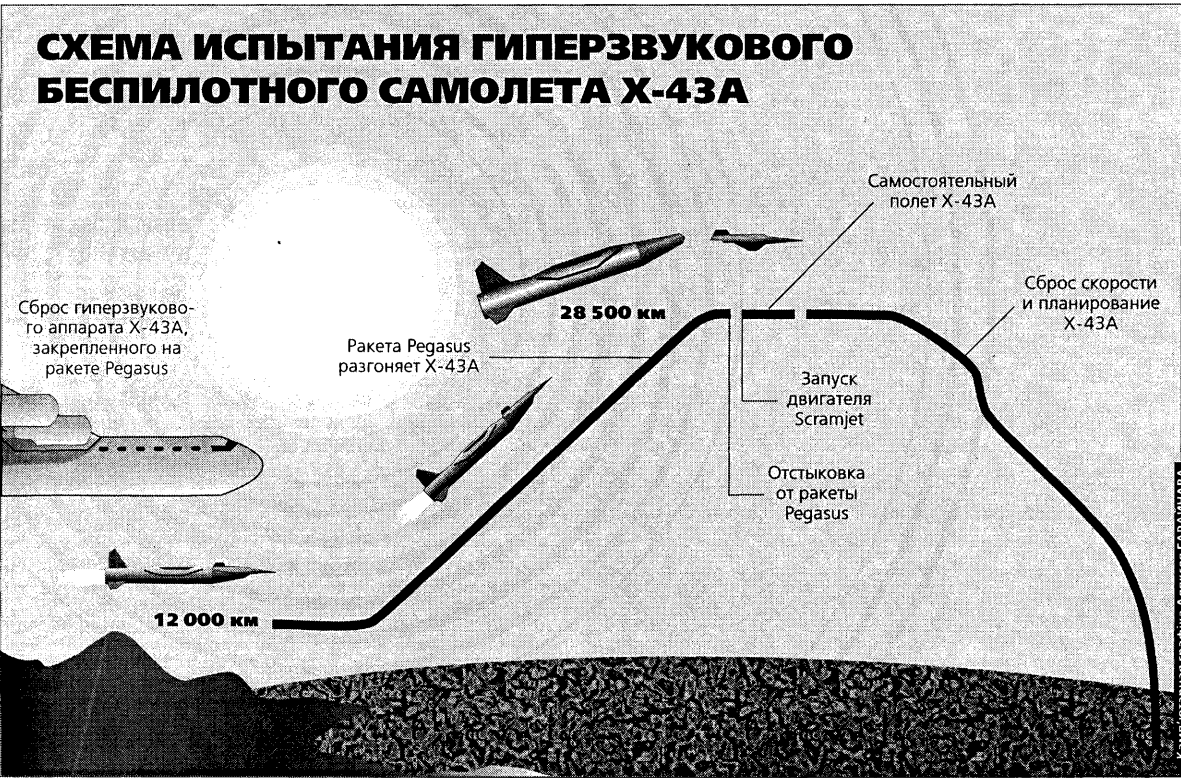 СХЕМА ИСПЫТАНИЯ ГИПЕРЗВУКОВОГО
БЕСПИЛОТНОГО САМОЛЕТА Х-43А
Самостоятельный
полет Х-43А
Сброс скорости
и планирование
Х-43А
28 500 км
Сброс гиперзвуково-
го аппарата Х-43А,
закрепленного на
ракете Pegasus
Ракета Pegasus
разгоняет Х-43А
Запуск
двигателя
Scramjet
Отстыковка
от ракеты
Pegasus
12 000 км